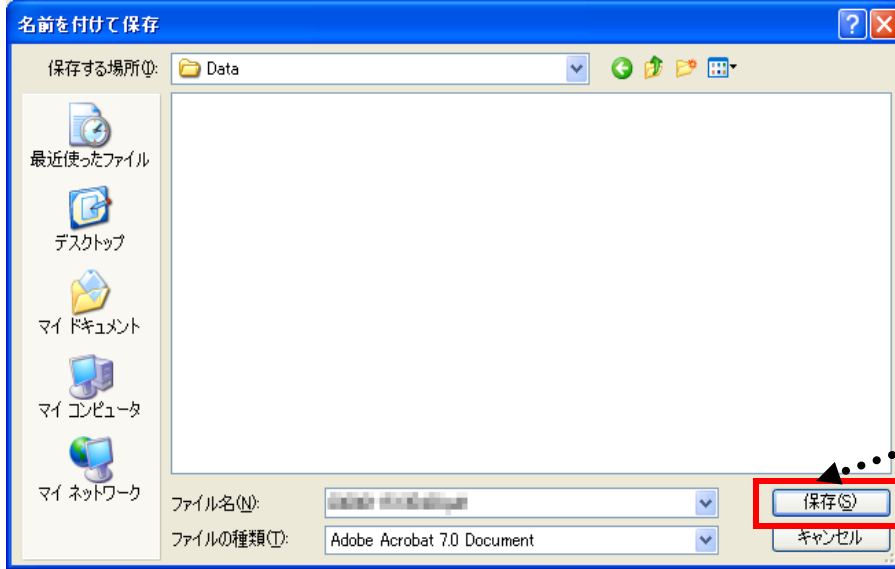 名前を付けて保存
保存する場所(I):
Data
最近使ったファイル
デスクトップ
マイ ドキュメント
マイ コンピュータ
マイ ネットワーク
ファイル名(N):
保存(S)
ファイルの種類(T):
Adobe Acrobat 7.0 Document
キャンセル